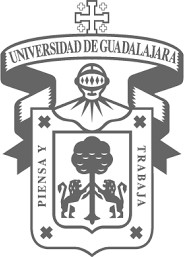 UNIVERSIDAD DE GUADALAJARA
PIENSA Y
TRABAJA